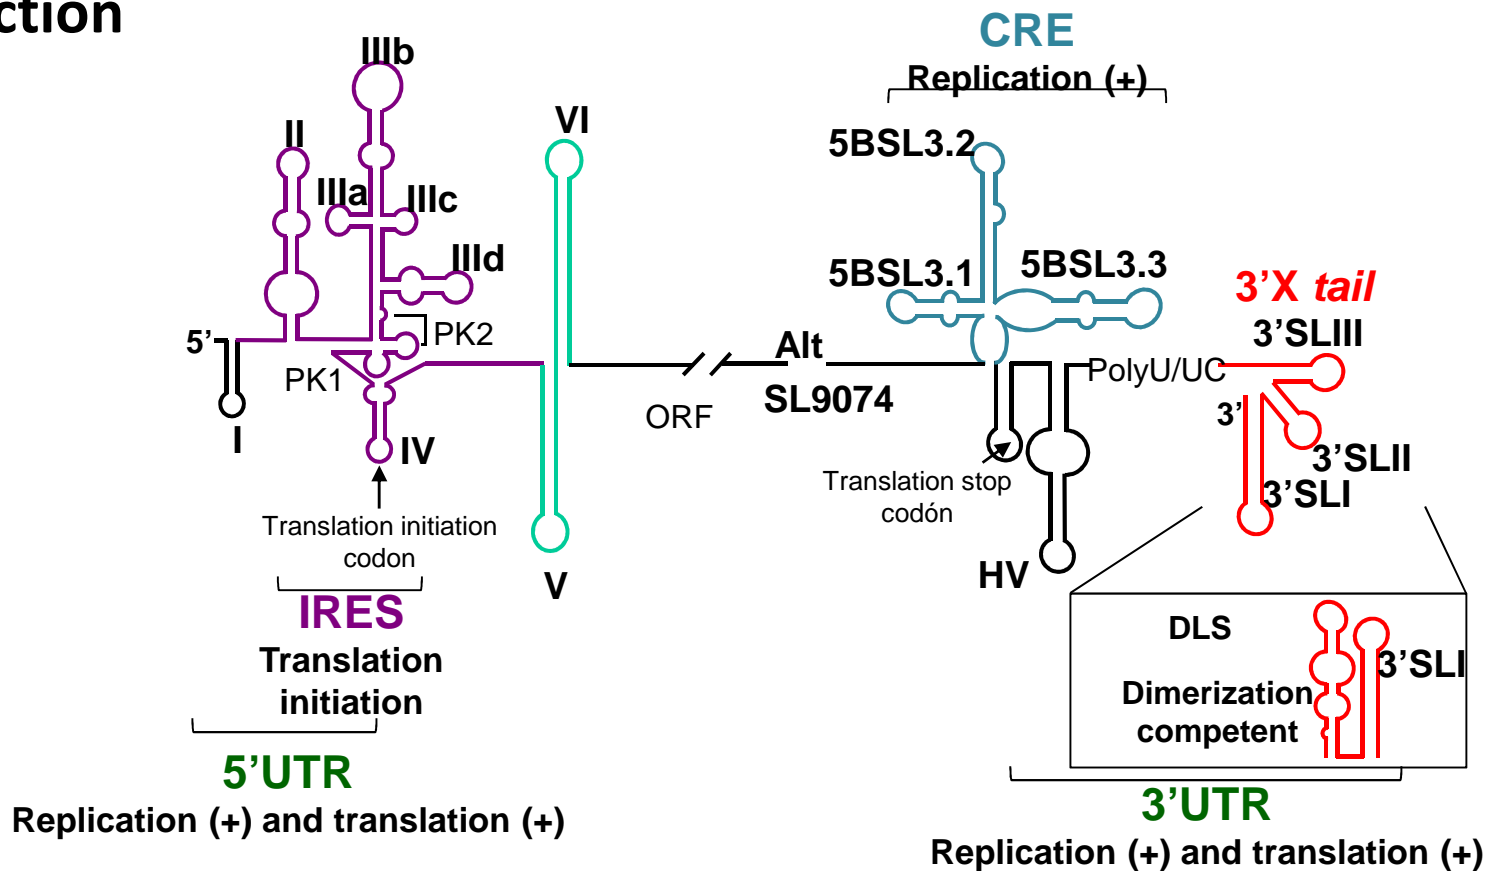 ction
CRE
Replication (+)
IIIb
II
VI
5BSL3.2
IIIa
IIIc
IIId
5BSL3.1
5BSL3.3
3’X tail
3’SLIII
5’
PK2
PK1
Alt
SL9074
PolyU/UC
ORF
3’
I
IV
3’SLII
3’SLI
Translation stop
codón
Translation initiation
codon
V
HV
IRES
Translation
initiation
DLS
3’SLI
Dimerization
competent
5’UTR
Replication (+) and translation (+)
3’UTR
Replication (+) and translation (+)